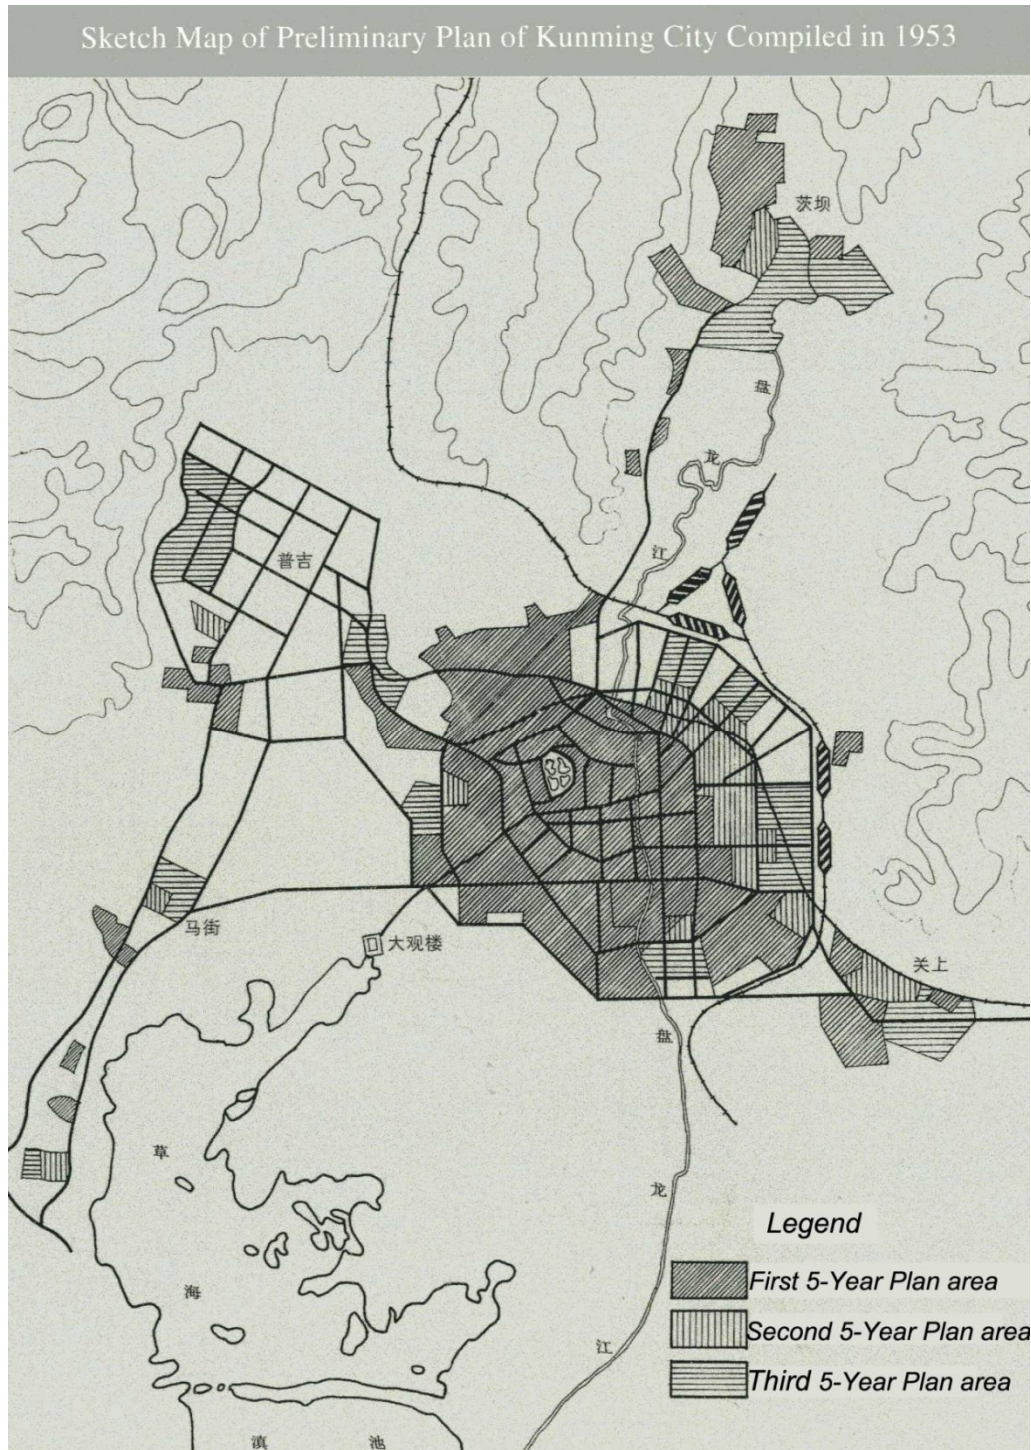 Sketch Map of Preliminary Plan of Kunming City Compiled in 1953
茨坝
盘
龙
江
普吉
马街
大观楼
关上
盘
龙
江
草
海
滇 池
Legend
First 5-Year Plan area
Second 5-Year Plan area
Third 5-Year Plan area